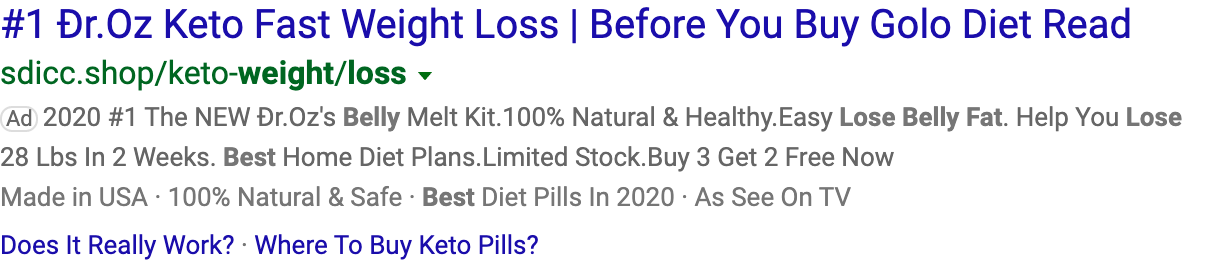 #1 Đr.Oz Keto Fast Weight Loss | Before You Buy Golo Diet Read
sdicc.shop/keto-weight/loss
Ad 2020 #1 The NEW Đr.Oz's Belly Melt Kit.100% Natural & Healthy.Easy Lose Belly Fat. Help You Lose
28 Lbs In 2 Weeks. Best Home Diet Plans.Limited Stock.Buy 3 Get 2 Free Now
Made in USA · 100% Natural & Safe · Best Diet Pills In 2020 · As See On TV
Does It Really Work? · Where To Buy Keto Pills?